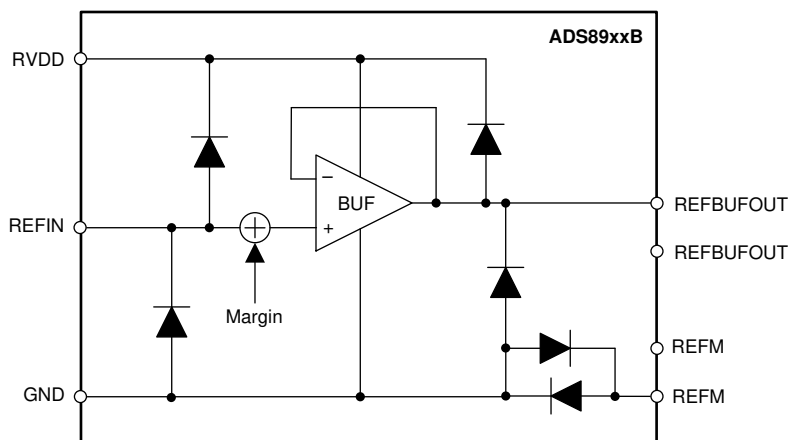 ADS89xxB
RVDD
−
BUF
+
REFIN
Margin
GND
REFBUFOUT
REFBUFOUT
REFM
REFM